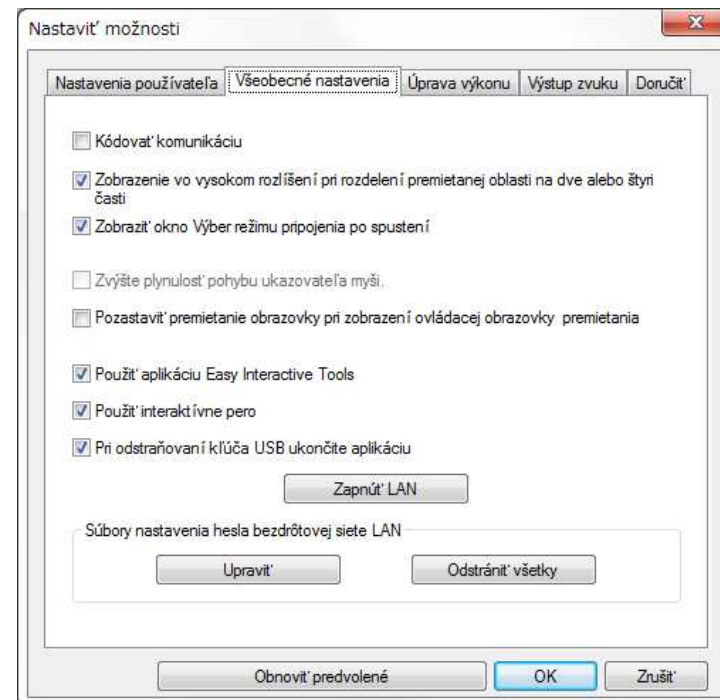 Nastaviť možnosti
Nastavenia používateľa Všeobecné nastavenia Úprava výkonu Výstup zvuku Doručiť
Kódovať komunikáciu
Zobrazenie vo vysokom rozlíšení pri rozdelení premietanej oblasti na dve alebo štyri
časti
Zobraziť okno Výber režimu pripojenia po spustení
Zvýšte plynulosť pohybu ukazovateľa myši.
Pozastaviť premietanie obrazovky pri zobrazení ovládacej obrazovky premietania
Použiť aplikáciu Easy Interactive Tools
Použiť interaktívne pero
Pri odstraňovaní kľúča USB ukončite aplikáciu
Zapnúť LAN
Súbory nastavenia hesla bezdrôtovej siete LAN
Upraviť Odstrániť všetky
Obnoviť predvolené OK Zrušiť